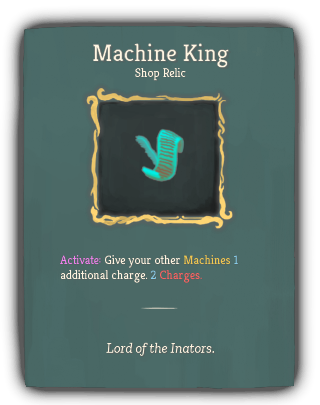 Machine King
Shop Relic
Activate: Give your other Machines 1
additional charge. 2 Charges.
Lord of the Inators.